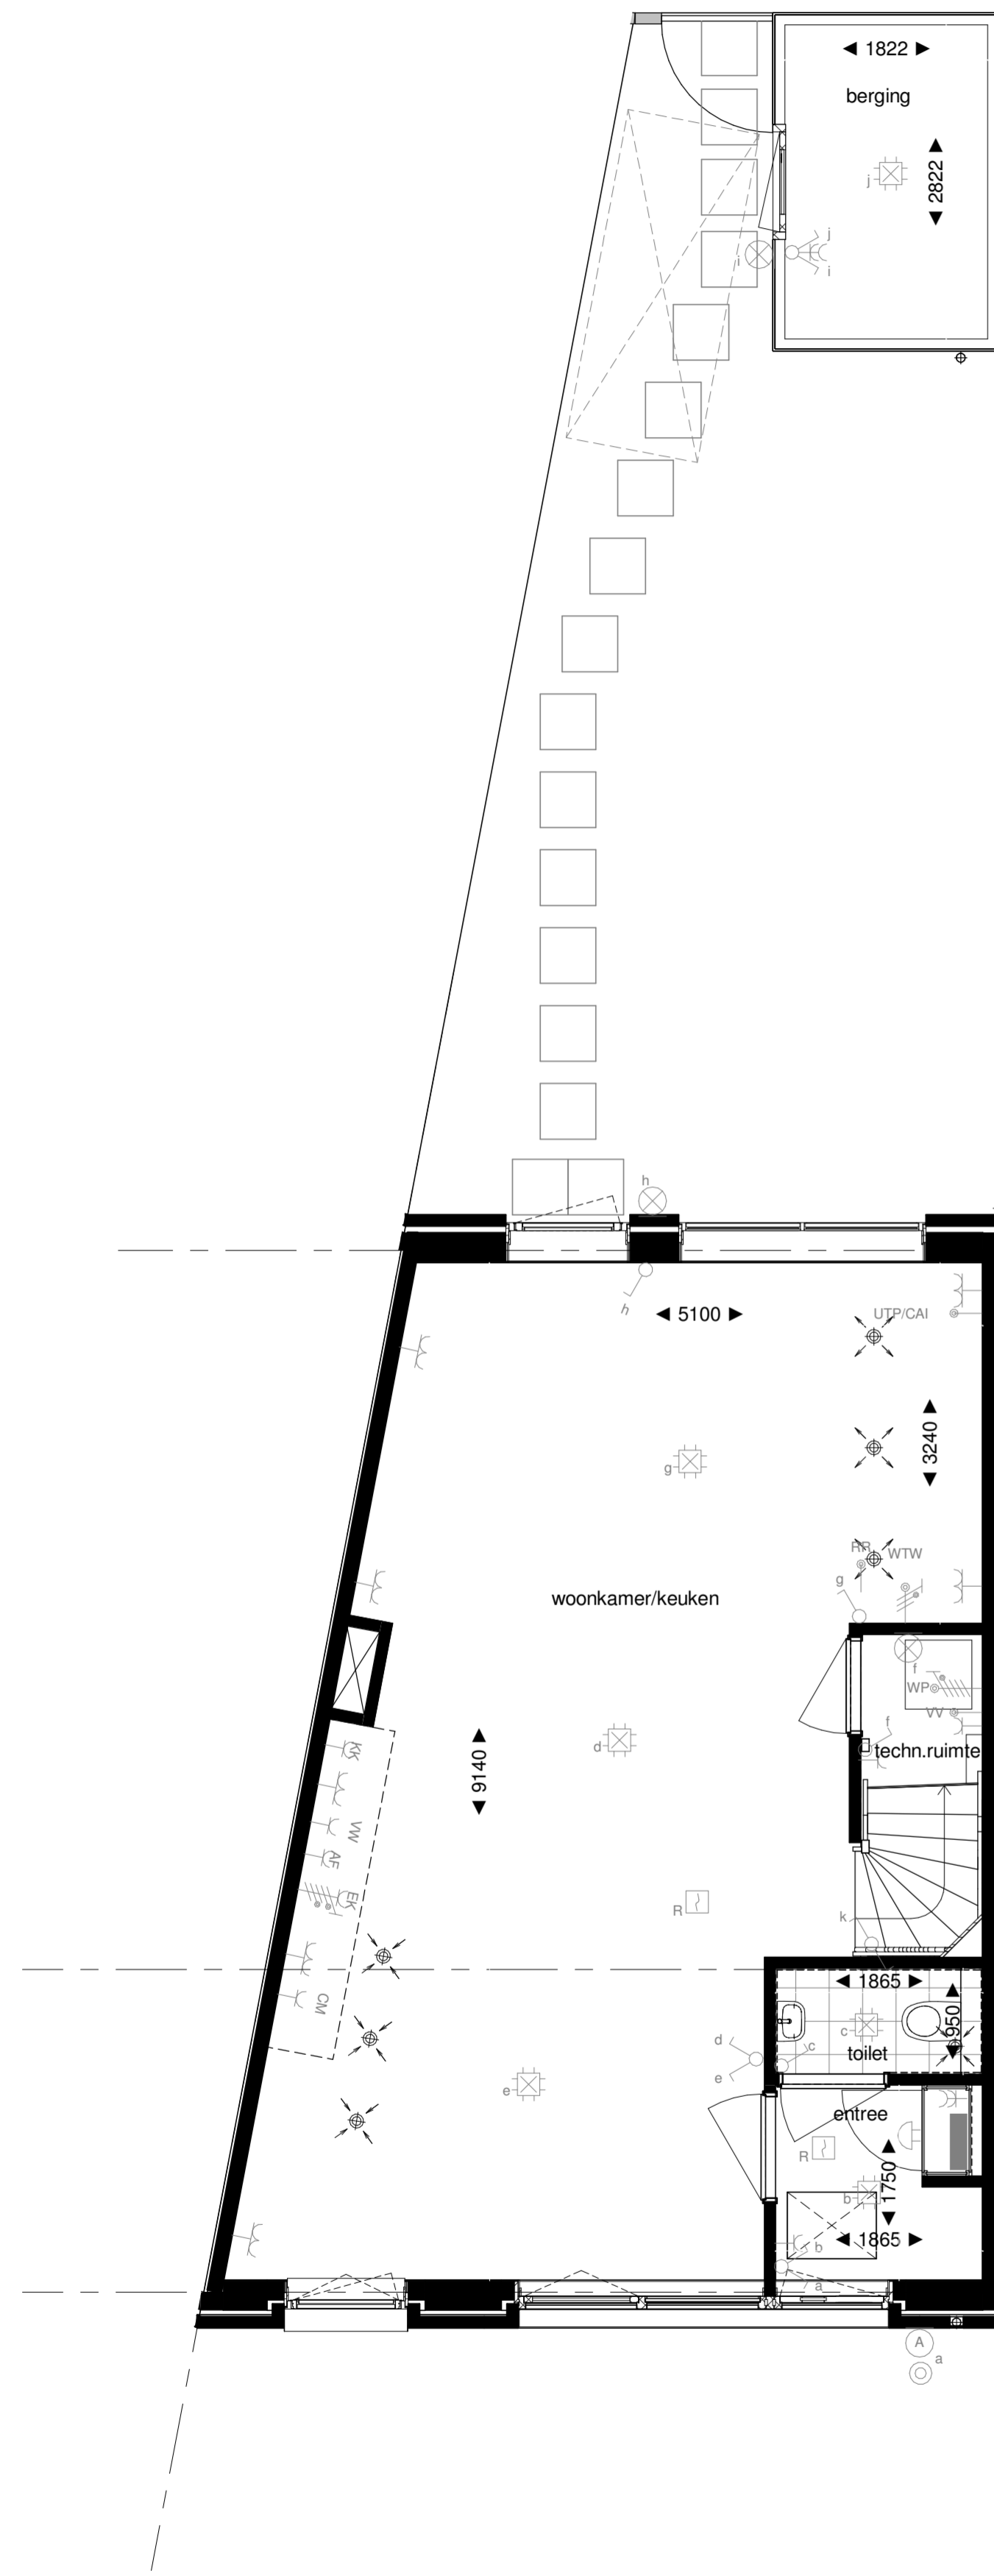 1822
berging
2822
j
j
i
i
h
h
5100
UTP/CAI
3240
g
RR
WTW
g
woonkamer/keuken
f
WP
VV
f
techn.ruimte
d
KK
9140
VW
AF
EK
R
k
1865
950
CM
c
c
toilet
d
e
e
entree
R
1750
b
1865
b
a
A
a